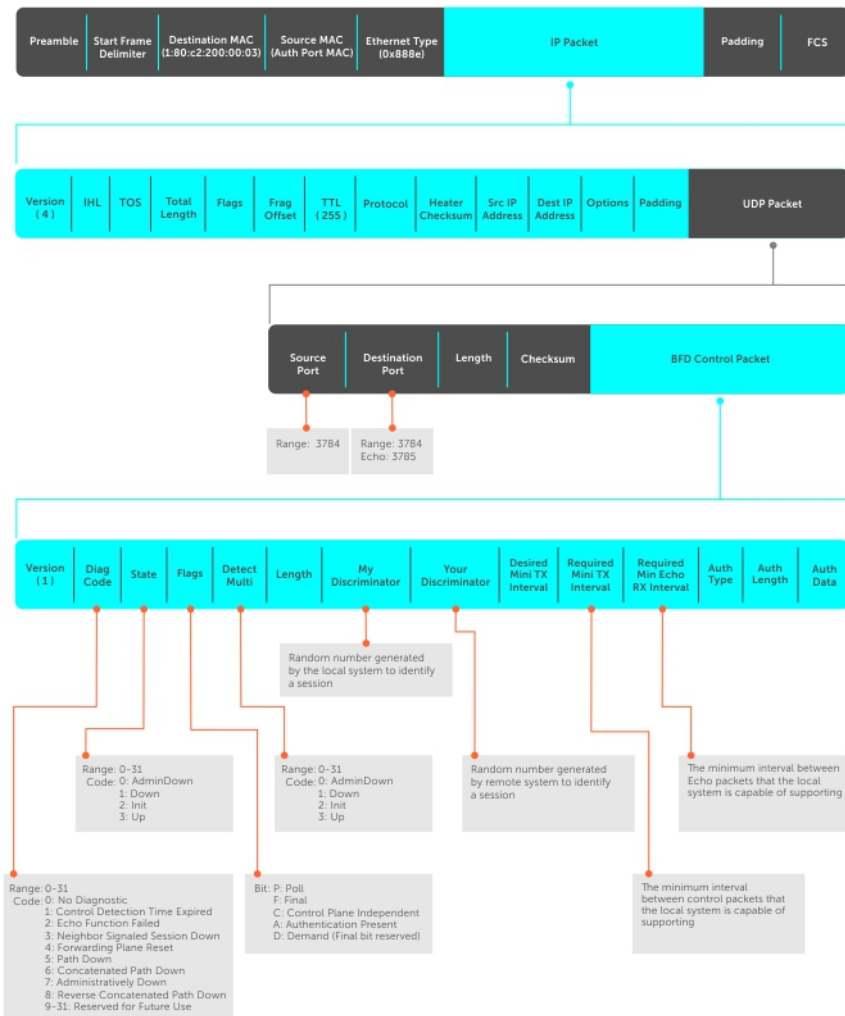 Preamble
Start Frame
Delimiter
Destination MAC
(1:80:c2:200:00:03)
Source MAC
(Auth Port MAC)
Ethernet Type
(0x888e)
IP Packet
Padding
FCS
Version
( 4 )
IHL
TOS
Total
Length
Flags
Frag
Offset
TTL
( 255 )
Protocol
Heater
Checksum
Src IP
Address
Dest IP
Address
Options
Padding
UDP Packet
Source
Port
Destination
Port
Length
Checksum
BFD Control Packet
Range: 3784
Range: 3784
Echo: 3785
Version
( 1 )
Diag
Code
State
Flags
Detect
Multi
Length
My
Discriminator
Your
Discriminator
Desired
Mini TX
Interval
Required
Mini TX
Interval
Required
Min Echo
RX Interval
Auth
Type
Auth
Length
Auth
Data
Random number generated
by the local system to identify
a session
Range: 0-31
Code: 0: AdminDown
1: Down
2: Init
3: Up
Range: 0-31
Code: 0: AdminDown
1: Down
2: Init
3: Up
Random number generated
by remote system to identify
a session
The minimum interval between
Echo packets that the local
system is capable of supporting
Range: 0-31
Code: 0: No Diagnostic
1: Control Detection Time Expired
2: Echo Function Failed
3: Neighbor Signaled Session Down
4: Forwarding Plane Reset
5: Path Down
6: Concatenated Path Down
7: Administratively Down
8: Reverse Concatenated Path Down
9-31: Reserved for Future Use
Bit: P: Poll
F: Final
C: Control Plane Independent
A: Authentication Present
D: Demand (Final bit reserved)
The minimum interval
between control packets that
the local system is capable of
supporting